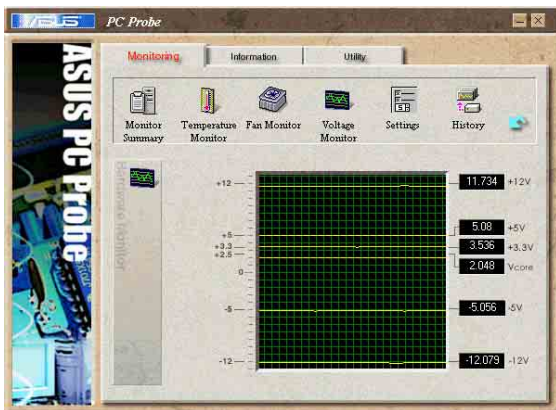 ASUS PC Probe
Monitoring Information Utility
Monitor Summary
Temperature Monitor
Fan Monitor
Voltage Monitor
Settings
History
ASUS PC Probe
Hardware Monitor
+12 11.734 +12V
+5 5.08 +5V
+3.3 3.536 +3.3V
+2.5 2.048 Vcore
0
-5 -5.056 -5V
-12 -12.079 -12V